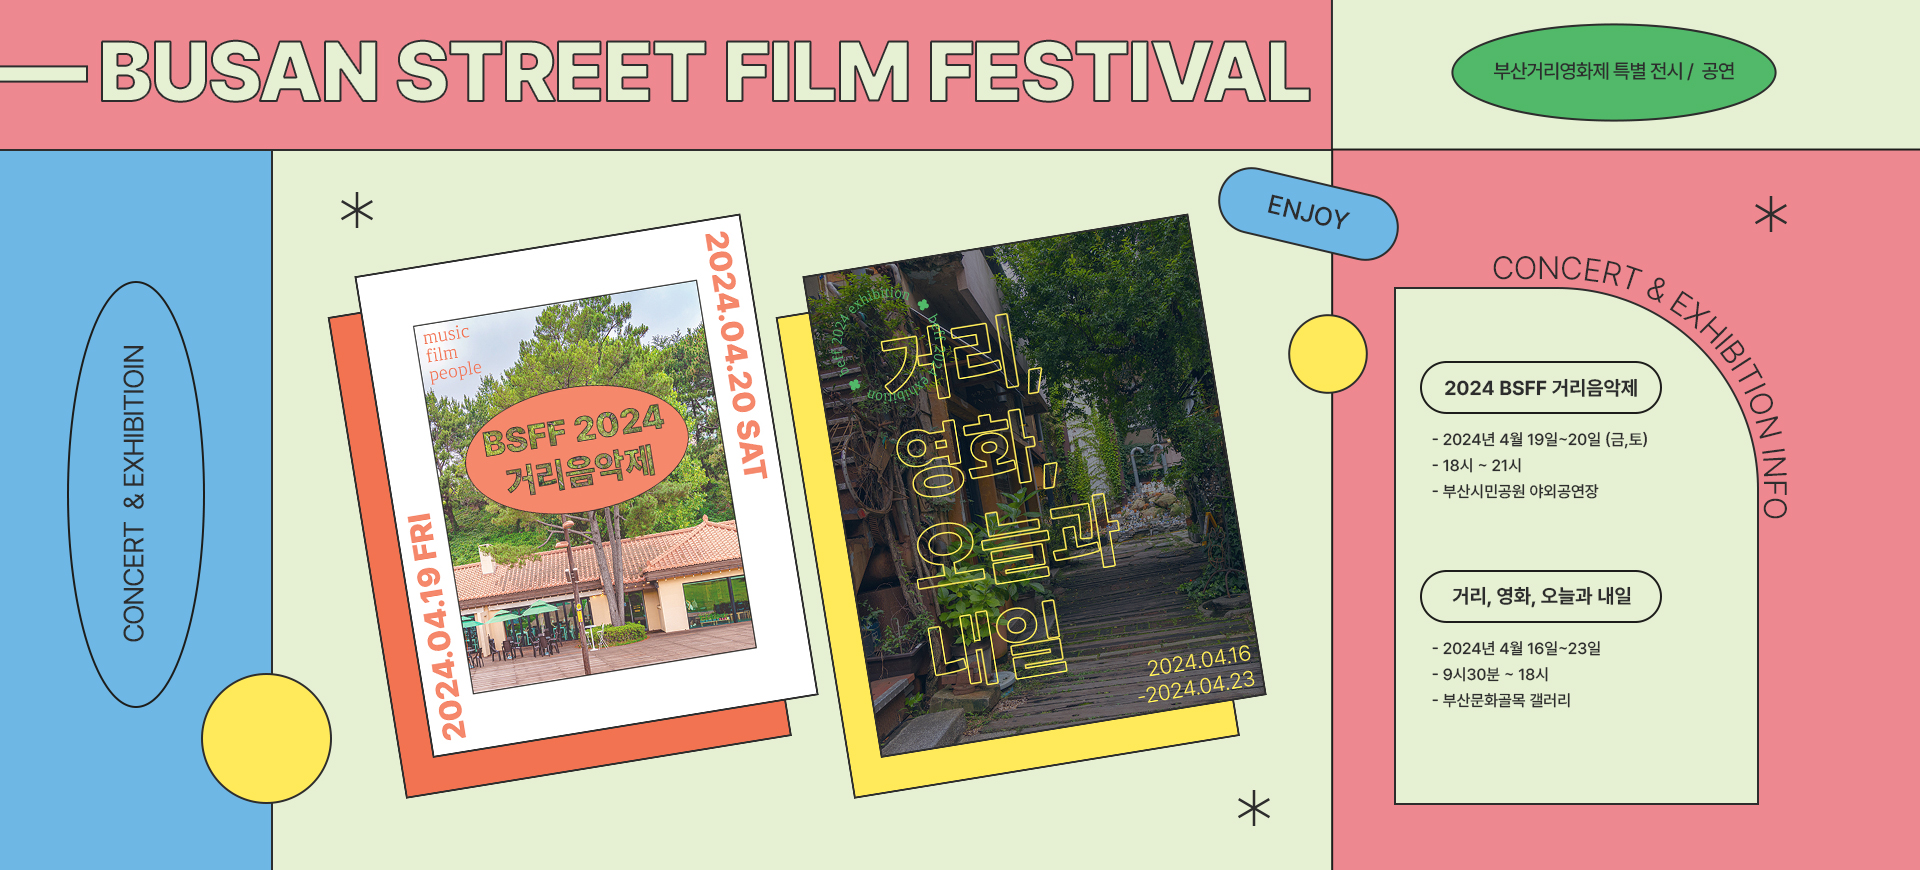 BUSAN STREET FILM FESTIVAL
부산거리영화제 특별 전시 / 공연
CONCERT & EXHIBITION
music
film
people
BSFF 2024
거리음악제
2024.04.19 FRI
2024.04.20 SAT
bsff 2024 exhibition
bsff 2024 exhibition
거리,
영화,
오늘과
내일
2024.04.16
-2024.04.23
ENJOY
CONCERT & EXHIBITION INFO
2024 BSFF 거리음악제
- 2024년 4월 19일~20일 (금,토)
- 18시 ~ 21시
- 부산시민공원 야외공연장
거리, 영화, 오늘과 내일
- 2024년 4월 16일~23일
- 9시30분 ~ 18시
- 부산문화골목 갤러리